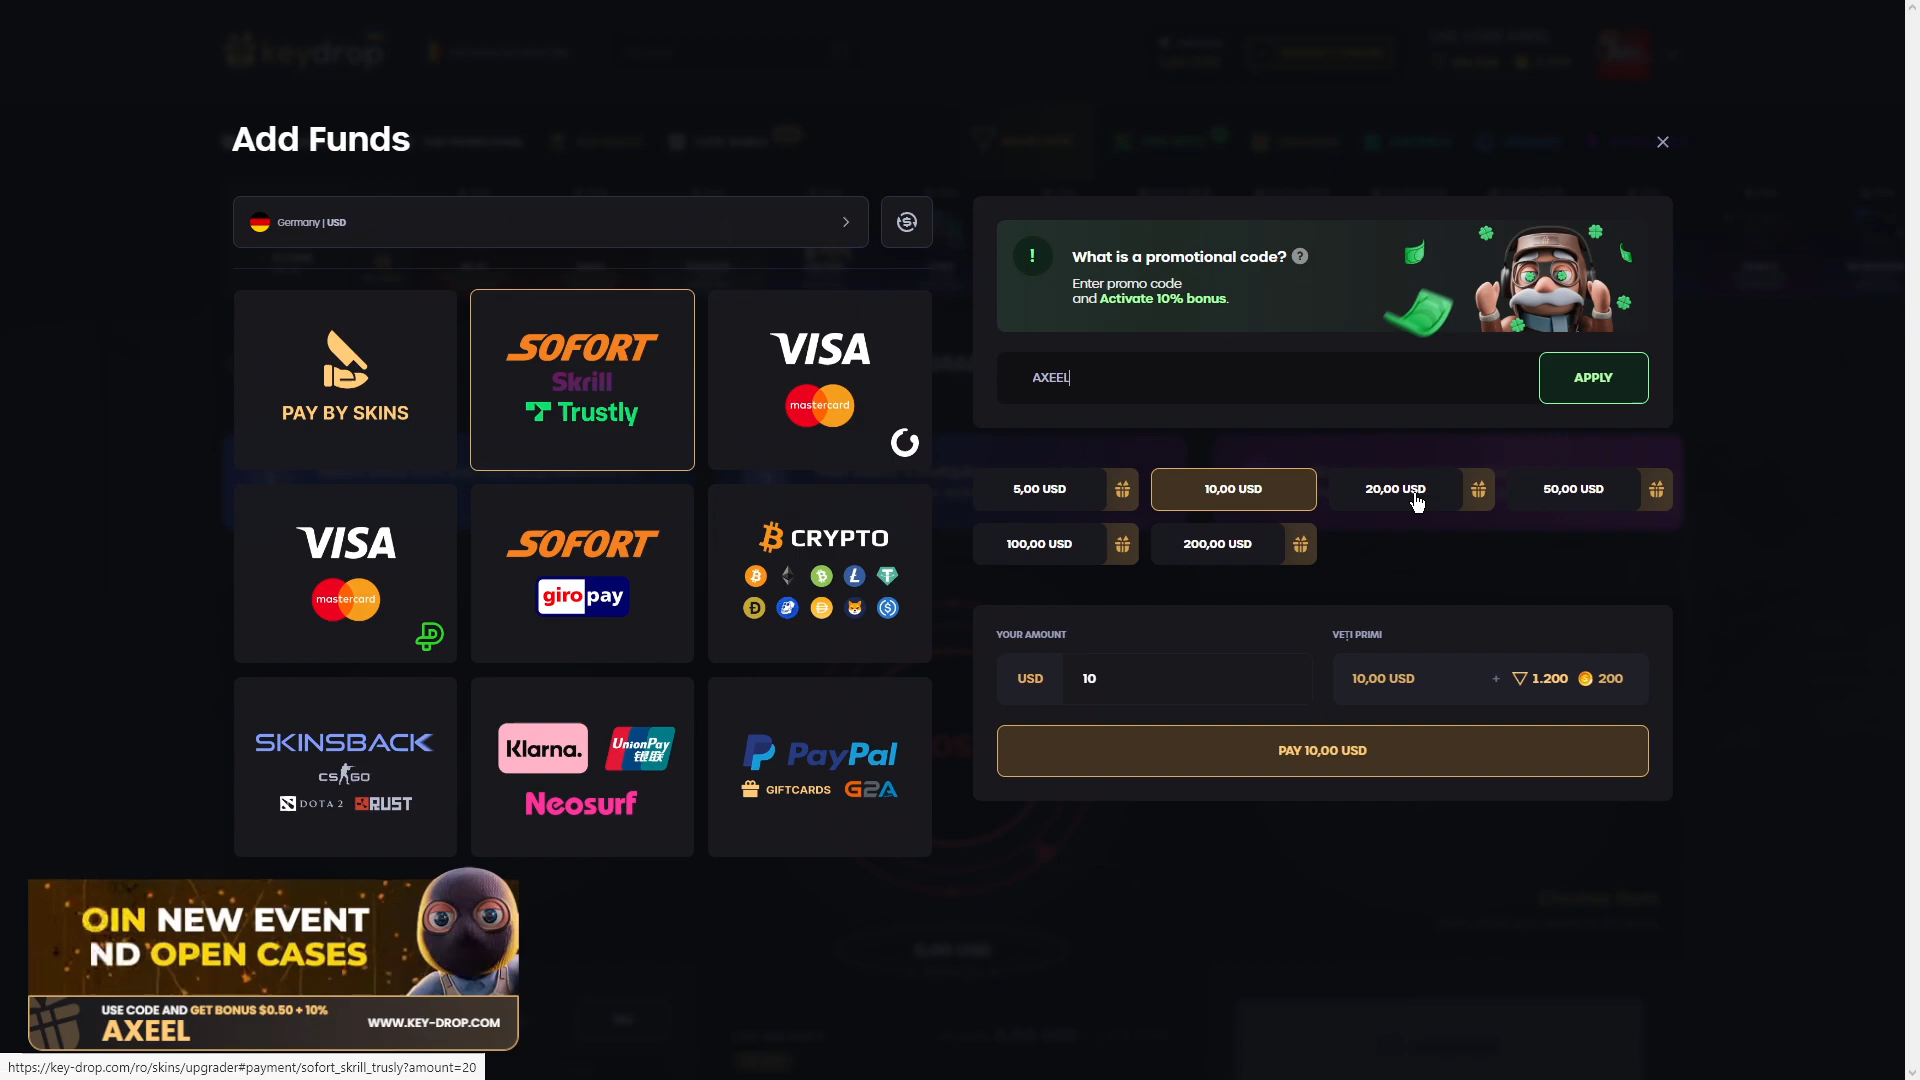 keydrop
Add Funds
Germany | USD
What is a promotional code? ?
!
Enter promo code
and Activate 10% bonus.
AXEEL
APPLY
PAY BY SKINS
SOFORT
Skrill
Trustly
VISA
mastercard
5,00 USD
10,00 USD
20,00 USD
50,00 USD
100,00 USD
200,00 USD
VISA
mastercard
SOFORT
giropay
CRYPTO
YOUR AMOUNT
VEȚI PRIMI
USD
10
10,00 USD + 1.200 200
PAY 10,00 USD
SKINSBACK
CS GO
DOTA 2 RUST
Klarna.
UnionPay
银联
Neosurf
PayPal
GIFTCARDS G2A
OIN NEW EVENT
ND OPEN CASES
USE CODE AND GET BONUS $0.50 + 10%
AXEEL
WWW.KEY-DROP.COM
https://key-drop.com/ro/skins/upgrader#payment/sofort_skrill_trusly?amount=20